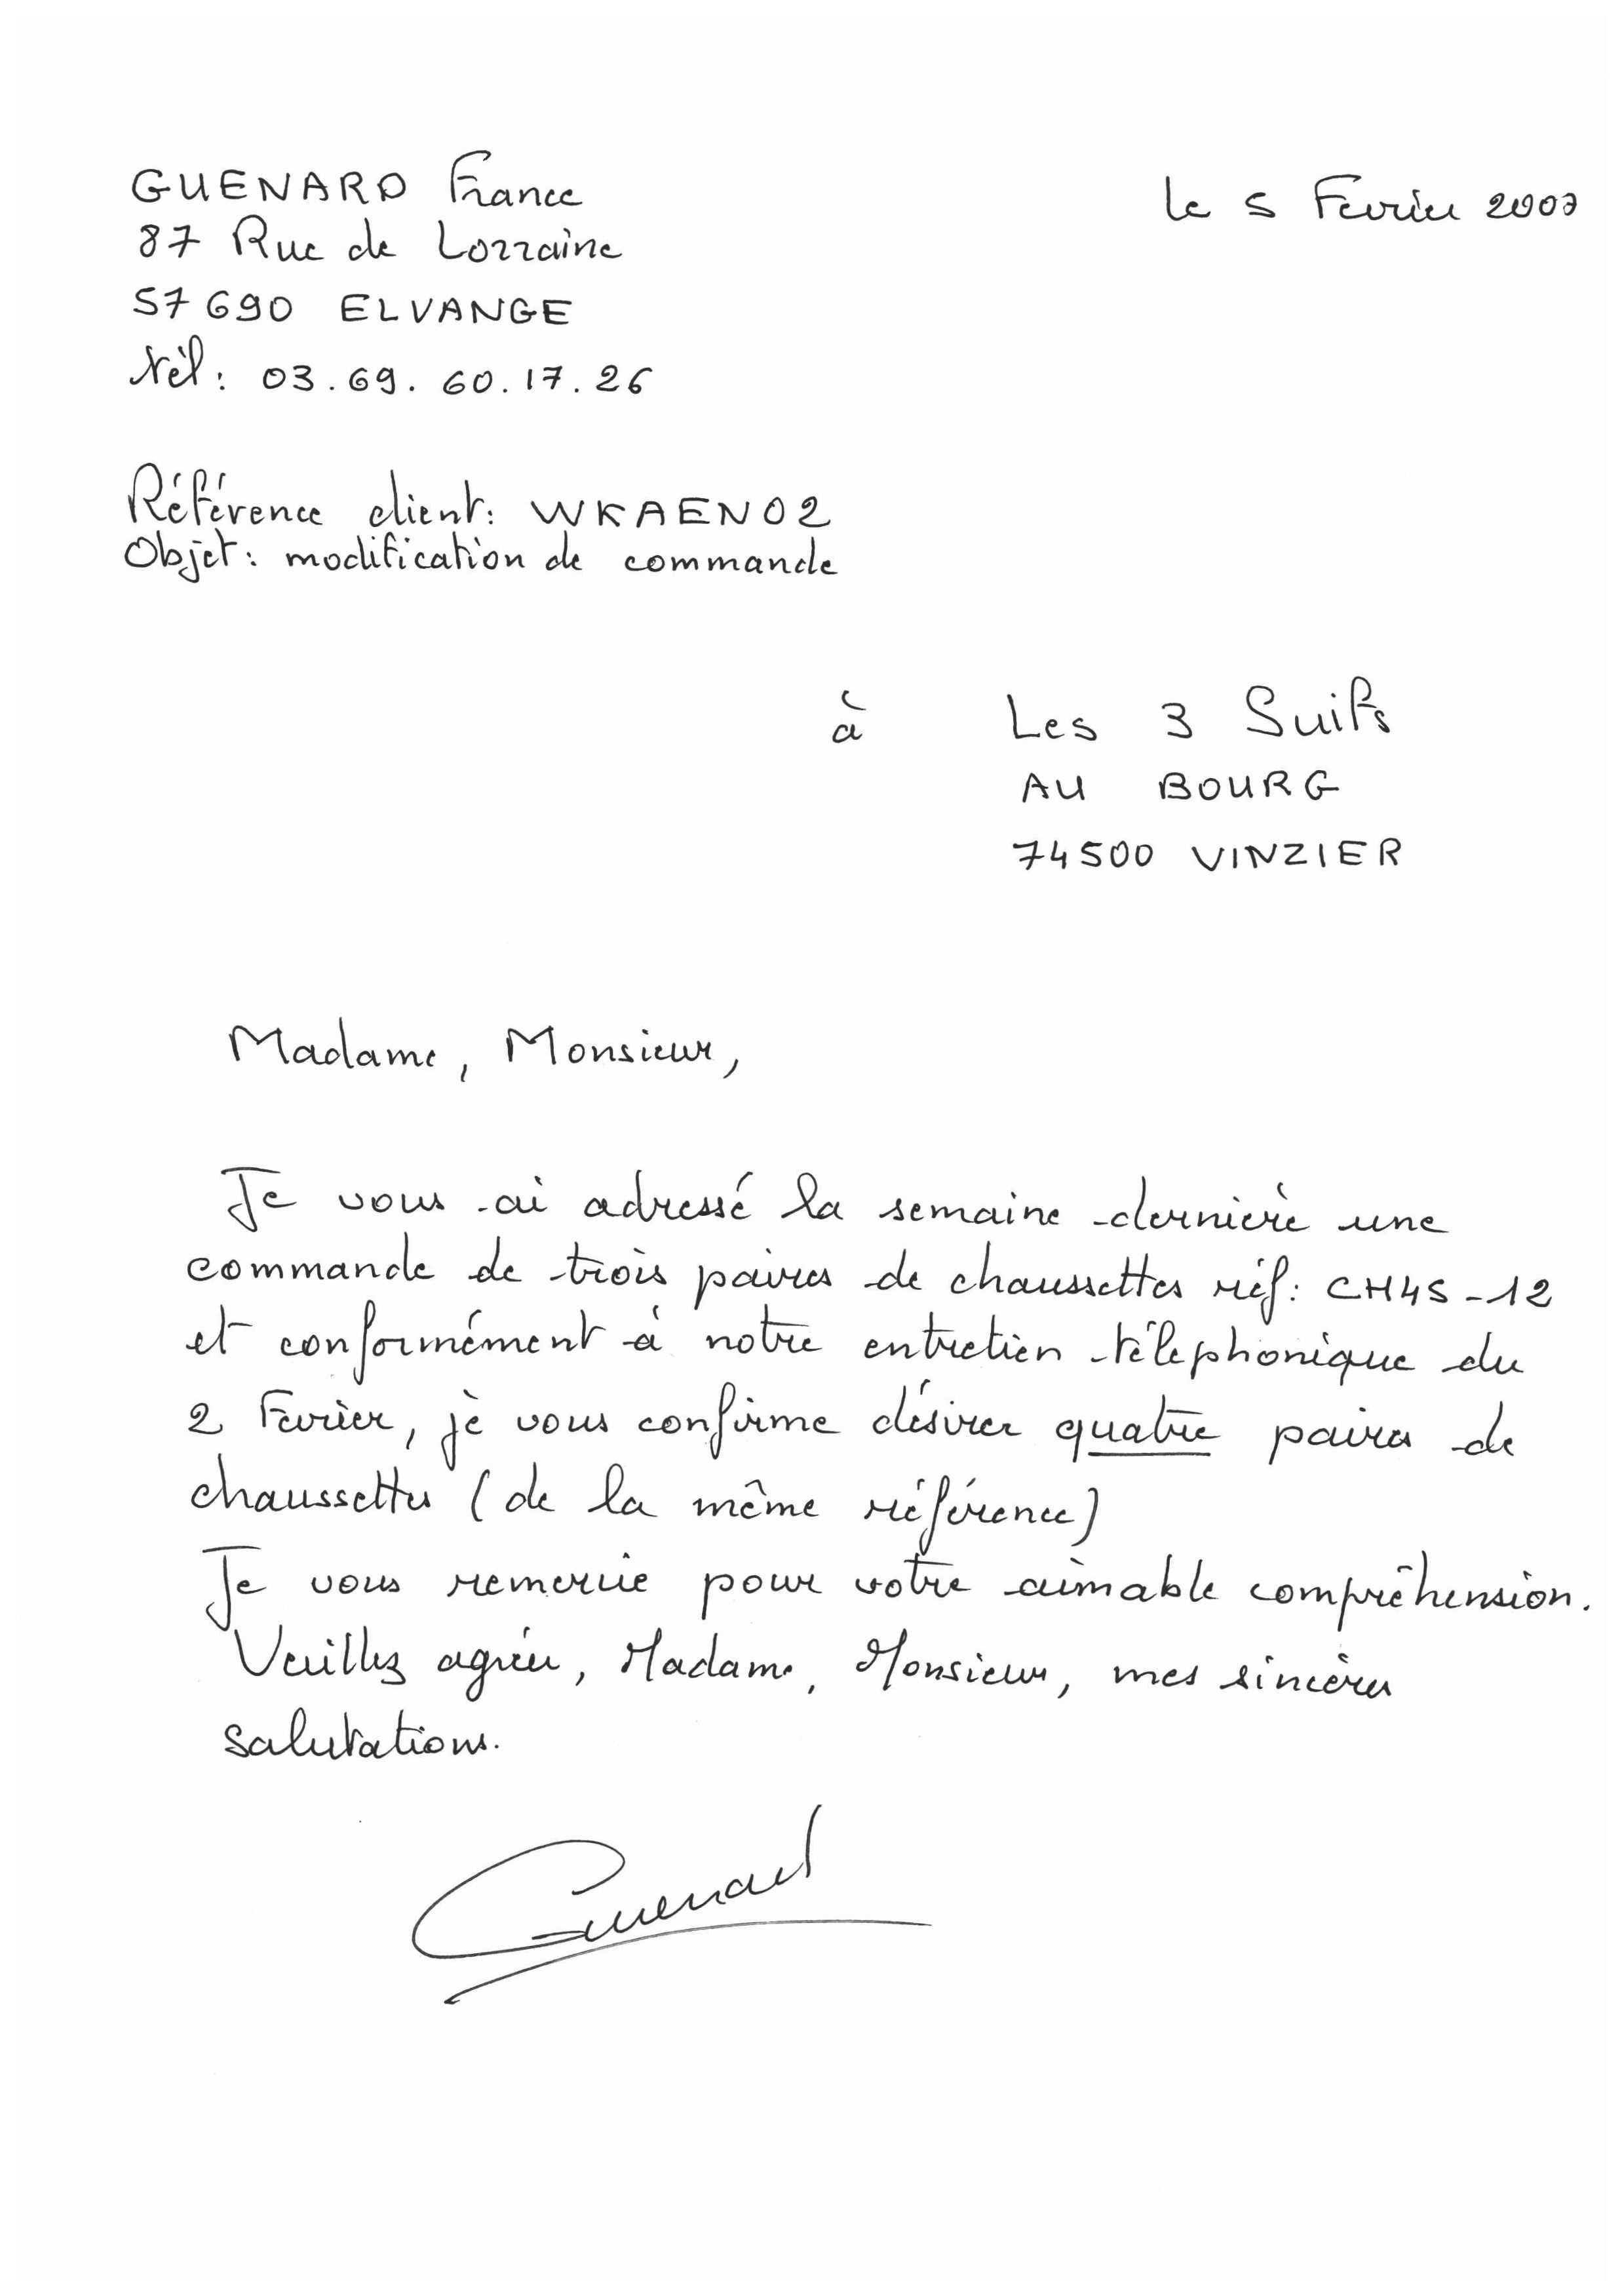 GUENARD France
le 5 Fevrier 2007
87 Rue de Lorraine
57690 ELVANGE
tél: 03.69.60.17.26
Référence client: WKAEN02
Objet: modification de commande
à Les 3 Suifs
AU BOURG
74500 VINZIER
Madame, Monsieur,
Je vous ai adressé la semaine dernière une
commande de trois paires de chaussettes réf: CH4S-12
et conformément à notre entretien téléphonique du
2 Fevrier, je vous confirme désirer quatre paires de
chaussettes (de la même référence)
Je vous remercie pour votre aimable compréhension.
Veuillez agréer, Madame, Monsieur, mes sincères
salutations.
Guenard